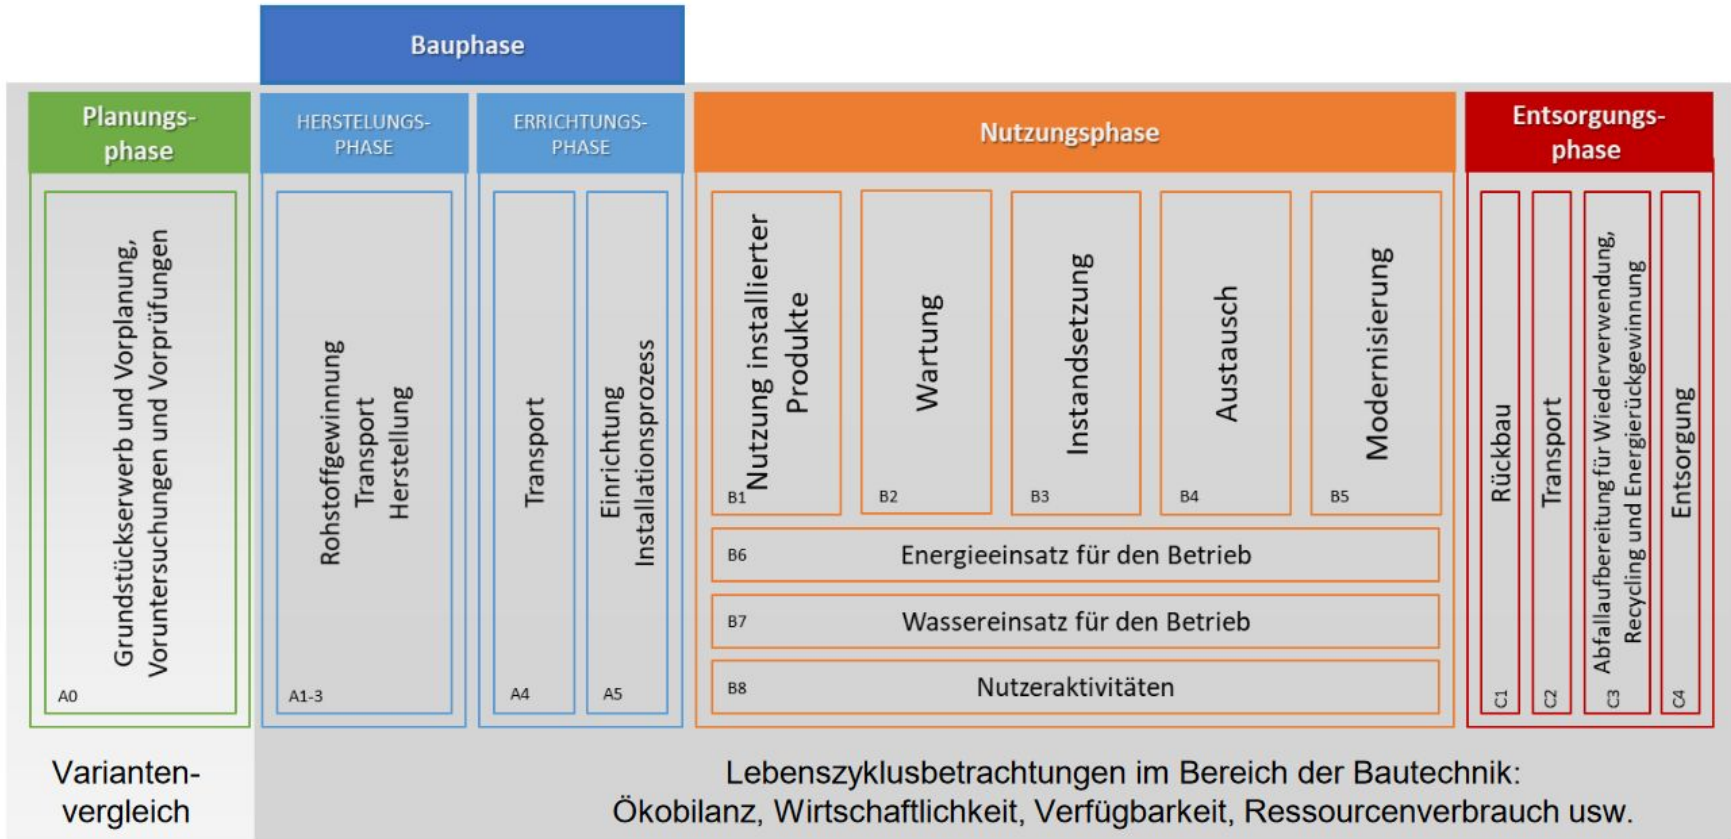 Bauphase
Planungs-
phase
HERSTELUNGS-
PHASE
ERRICHTUNGS-
PHASE
Nutzungsphase
Entsorgungs-
phase
Grundstückserwerb und Vorplanung,
Voruntersuchungen und Vorprüfungen
A0
Rohstoffgewinnung
Transport
Herstellung
A1-3
Transport
A4
Einrichtung
Installationsprozess
A5
Nutzung installierter
Produkte
B1
Wartung
B2
Instandsetzung
B3
Austausch
B4
Modernisierung
B5
B6 Energieeinsatz für den Betrieb
B7 Wassereinsatz für den Betrieb
B8 Nutzeraktivitäten
Rückbau
C1
Transport
C2
Abfallaufbereitung für Wiederverwendung,
Recycling und Energierückgewinnung
C3
Entsorgung
C4
Varianten-
vergleich
Lebenszyklusbetrachtungen im Bereich der Bautechnik:
Ökobilanz, Wirtschaftlichkeit, Verfügbarkeit, Ressourcenverbrauch usw.